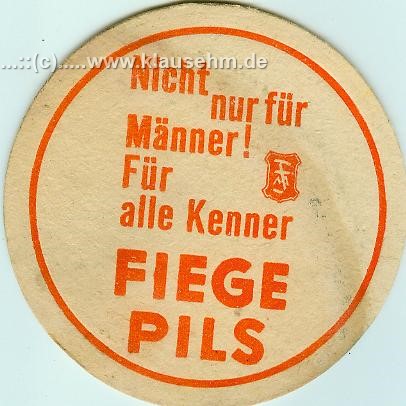 ...::(c).....www.klausehm.de
Nicht
nur für
Männer!
Für
alle Kenner
FIEGE
PILS